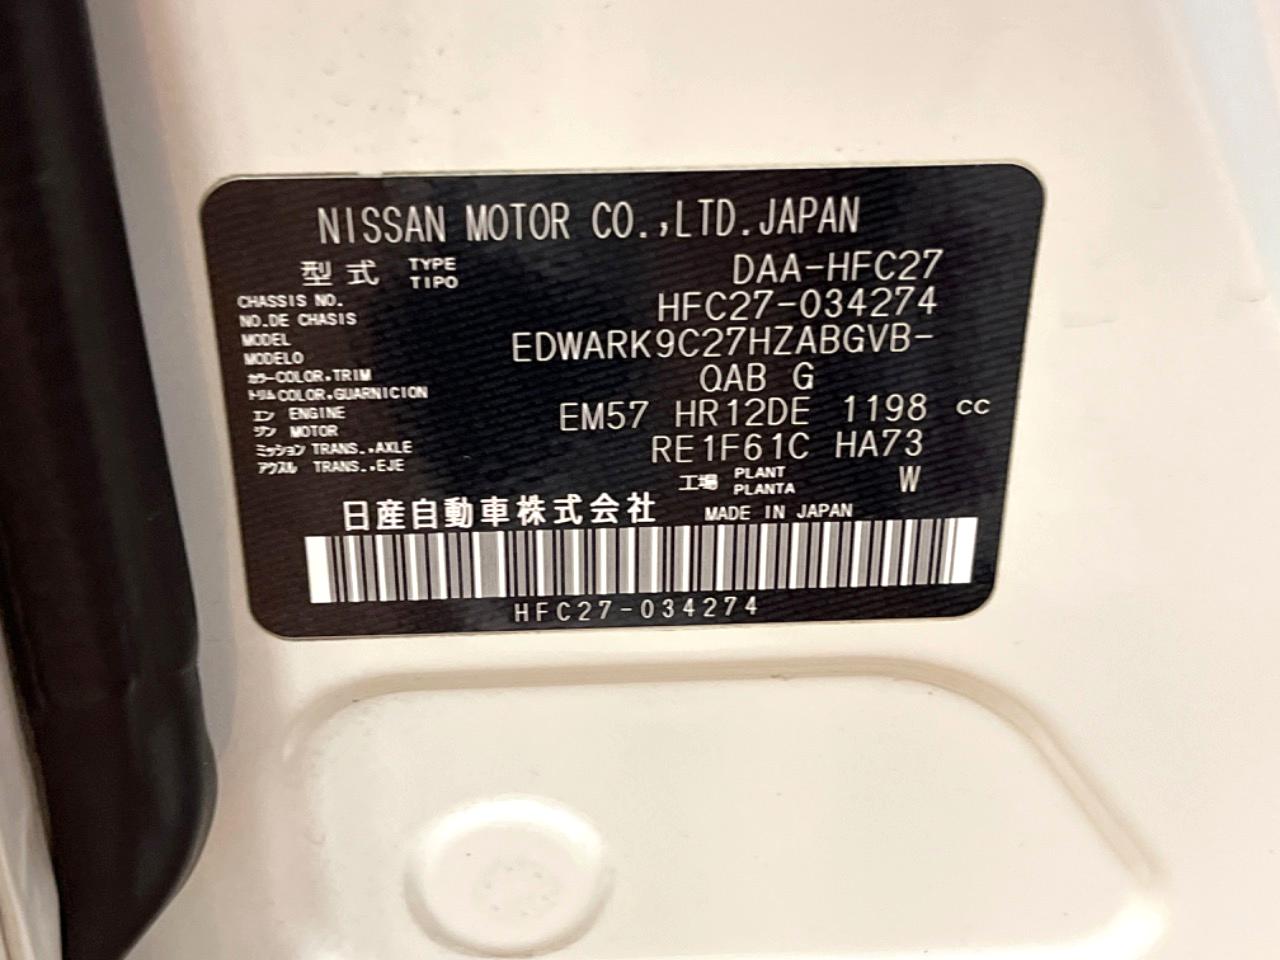 NISSAN MOTOR CO.,LTD.JAPAN
型式 TYPE TIPO DAA-HFC27
CHASSIS NO. NO.DE CHASIS HFC27-034274
MODEL MODELO EDWARK9C27HZABGVB-
カラー COLOR.TRIM トリム COLOR.GUARNICION QAB G
エン ジン ENGINE MOTOR EM57 HR12DE 1198 cc
ミッション アクスル TRANS..AXLE TRANS..EJE RE1F61C HA73
工場 PLANT PLANTA W
日産自動車株式会社 MADE IN JAPAN
HFC27-034274